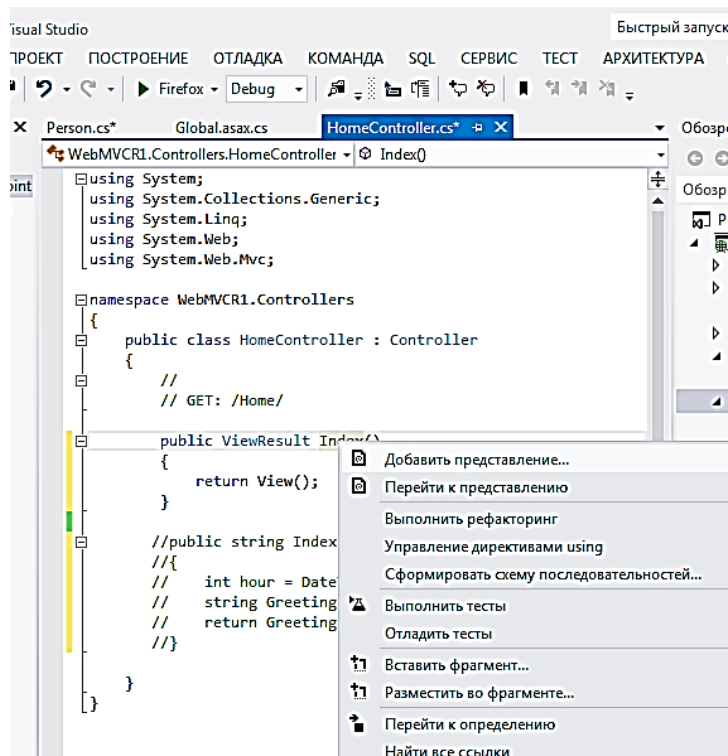 isual Studio
Быстрый запуск
ПРОЕКТ ПОСТРОЕНИЕ ОТЛАДКА КОМАНДА SQL СЕРВИС ТЕСТ АРХИТЕКТУРА
Firefox Debug
Person.cs* Global.asax.cs HomeController.cs*
Обозр
WebMVCR1.Controllers.HomeController Index()
oint
Обозр
P
using System;
using System.Collections.Generic;
using System.Linq;
using System.Web;
using System.Web.Mvc;
namespace WebMVCR1.Controllers
{
public class HomeController : Controller
{
//
// GET: /Home/
public ViewResult Index()
{
return View();
}
//public string Index
//{
// int hour = Date
// string Greeting
// return Greeting
//}
}
}
Добавить представление...
Перейти к представлению
Выполнить рефакторинг
Управление директивами using
Сформировать схему последовательностей...
Выполнить тесты
Отладить тесты
Вставить фрагмент...
Разместить во фрагменте...
Перейти к определению
Найти все ссылки